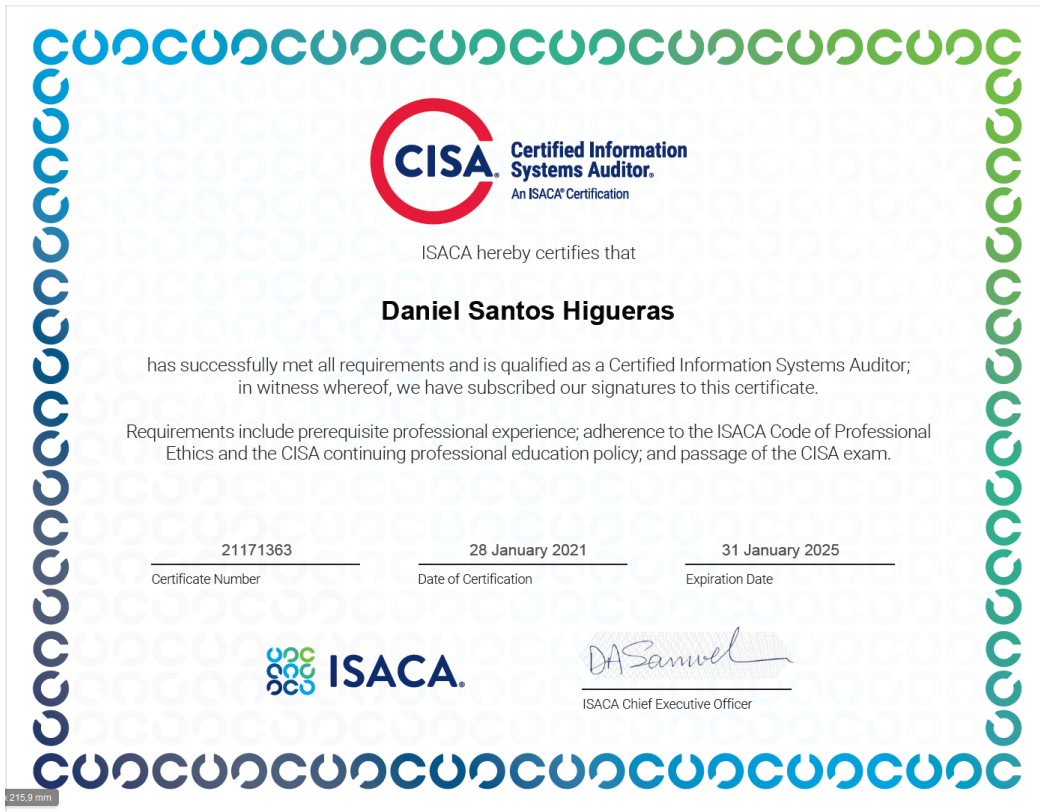 CISA®
Certified Information
Systems Auditor®
An ISACA® Certification
ISACA hereby certifies that
Daniel Santos Higueras
has successfully met all requirements and is qualified as a Certified Information Systems Auditor;
in witness whereof, we have subscribed our signatures to this certificate.
Requirements include prerequisite professional experience; adherence to the ISACA Code of Professional
Ethics and the CISA continuing professional education policy; and passage of the CISA exam.
21171363
Certificate Number
28 January 2021
Date of Certification
31 January 2025
Expiration Date
ISACA®
DASamuel
ISACA Chief Executive Officer
x 215,9 mm